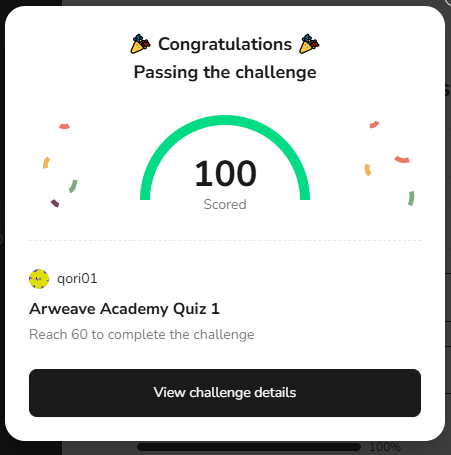 🎉 Congratulations 🎉
Passing the challenge
100
Scored
qori01
Arweave Academy Quiz 1
Reach 60 to complete the challenge
View challenge details
100%